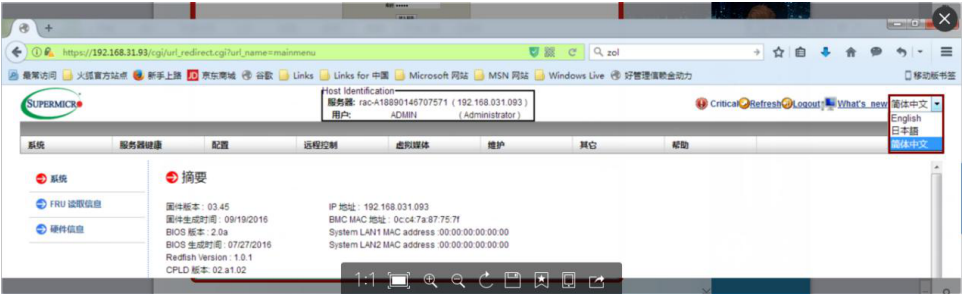 https://192.168.31.93/cgi/url_redirect.cgi?url_name=mainmenu
zol
最常访问 火狐官方站点 新手上路 JD 京东商城 谷歌 Links Links for 中国 Microsoft 网站 MSN 网站 Windows Live 好管理信赖金动力 移动版书签
SUPERMICR
Host Identification
服务器: rac-A18890146707571 ( 192.168.031.093 )
用户: ADMIN ( Administrator )
Critical Refresh Logout What's new 简体中文
English
日本語
简体中文
系统 服务器健康 配置 远程控制 虚拟媒体 维护 其它 帮助
系统
FRU 读取信息
硬件信息
摘要
固件版本 : 03.45
固件生成时间 : 09/19/2016
BIOS 版本 : 2.0a
BIOS 生成时间 : 07/27/2016
Redfish Version : 1.0.1
CPLD 版本: 02.a1.02
IP 地址 : 192.168.031.093
BMC MAC 地址 : 0c:c4:7a:87:75:7f
System LAN1 MAC address :00:00:00:00:00:00
System LAN2 MAC address :00:00:00:00:00:00
1:1